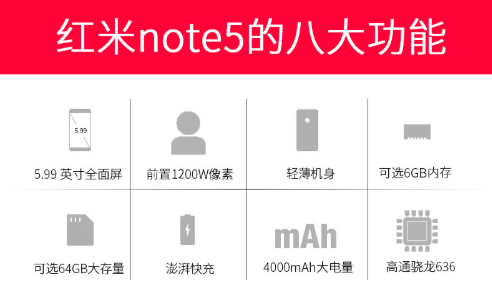 红米note5的八大功能
5.99
5.99 英寸全面屏
前置1200W像素
轻薄机身
可选6GB内存
可选64GB大存量
澎湃快充
mAh
4000mAh大电量
高通骁龙636